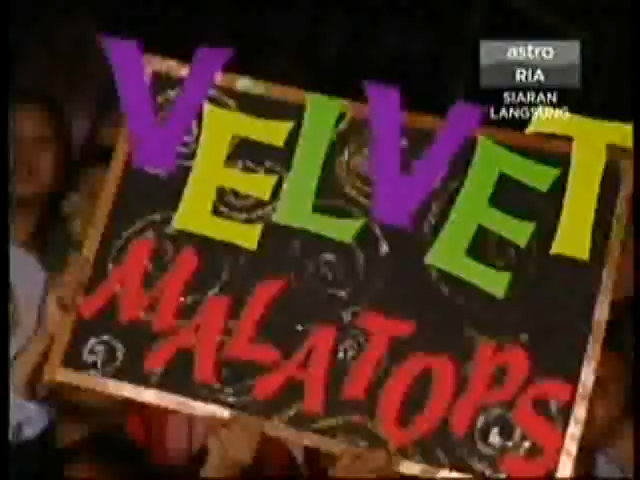 astro
RIA
SIARAN
LANGSUNG
VELVET
MALATOPS